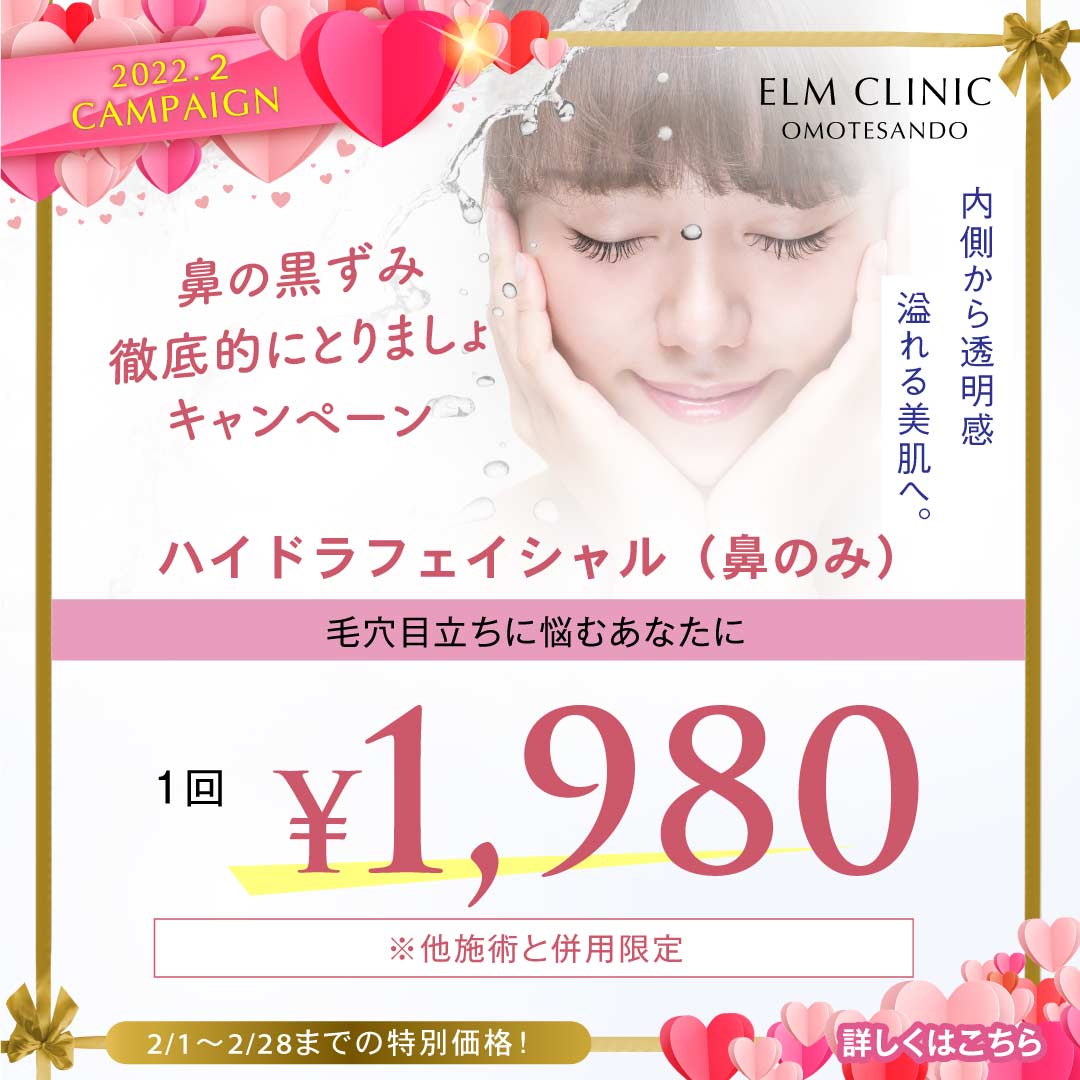 2022.2
CAMPAIGN
ELM CLINIC
OMOTESANDO
内側から透明感
溢れる美肌へ。
鼻の黒ずみ
徹底的にとりましょ
キャンペーン
ハイドラフェイシャル（鼻のみ）
毛穴目立ちに悩むあなたに
1回 ¥1,980
※他施術と併用限定
2/1～2/28までの特別価格！
詳しくはこちら